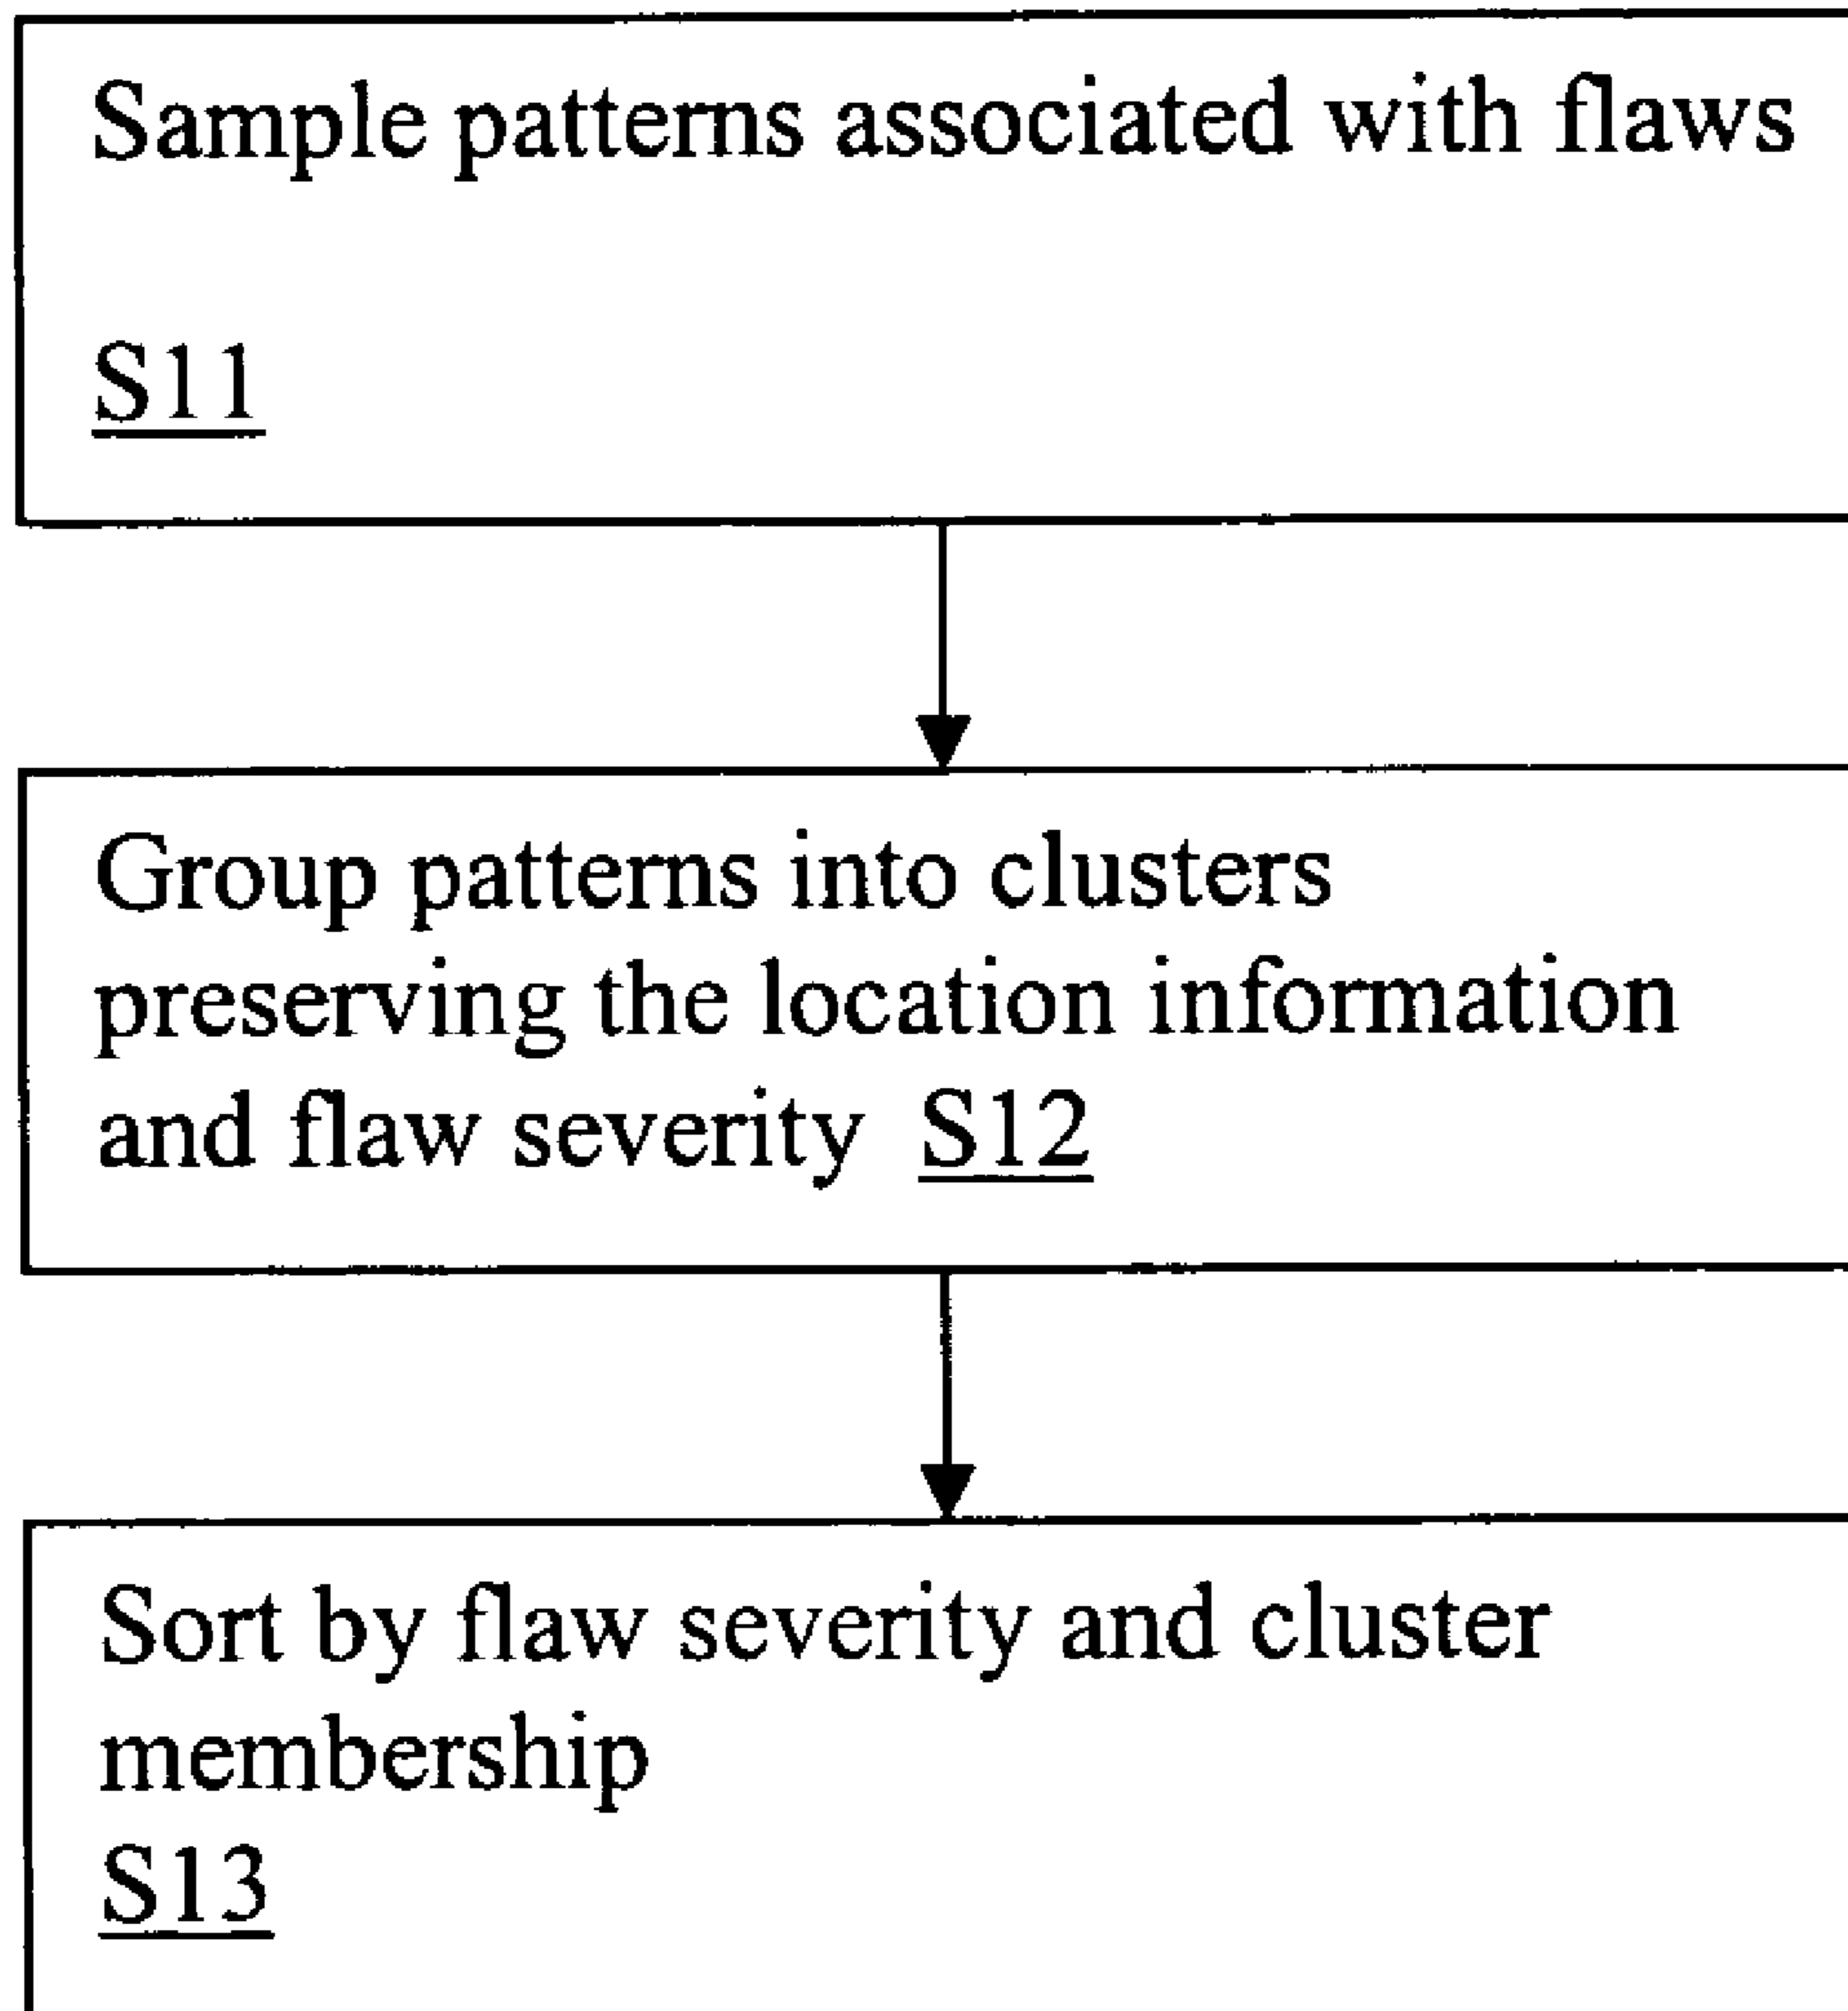 Sample patterns associated with flaws
S11
Group patterns into clusters
preserving the location information
and flaw severity S12
Sort by flaw severity and cluster
membership
S13